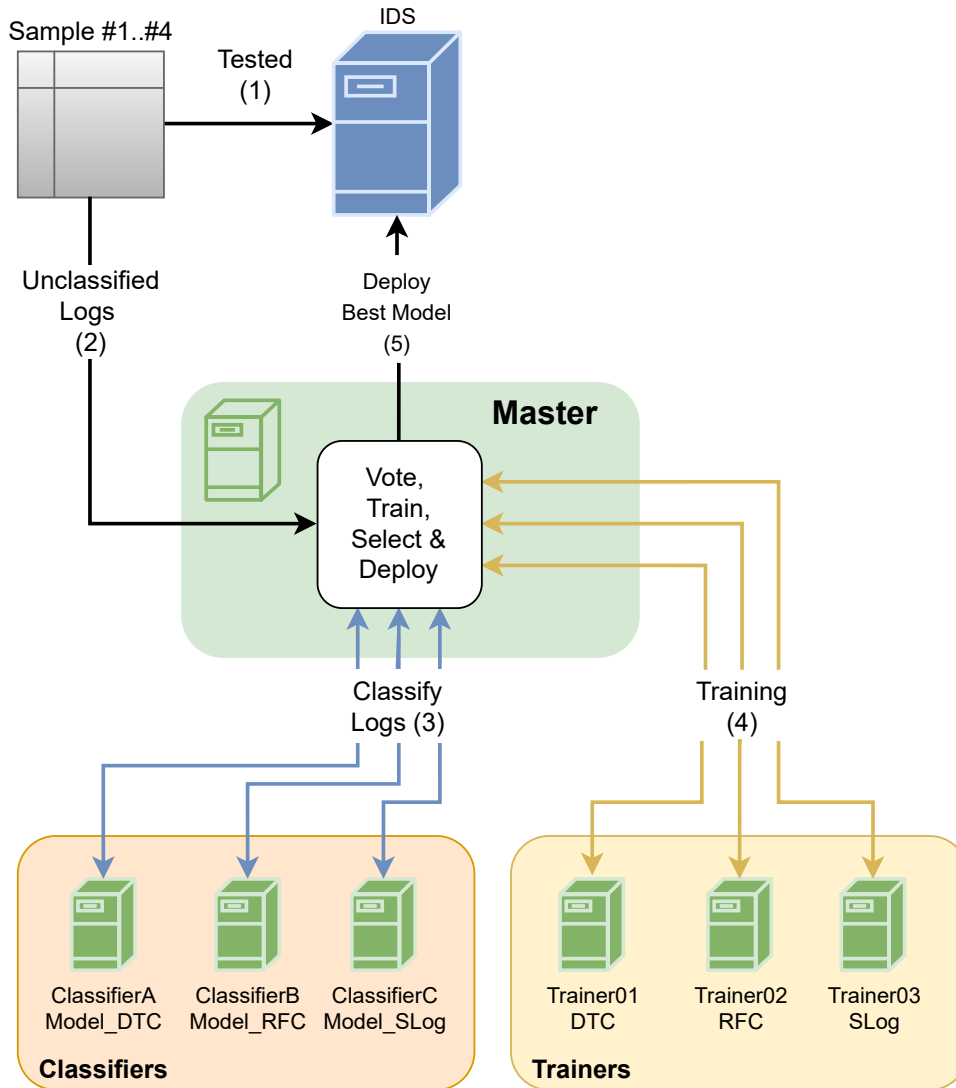 Sample #1..#4
IDS
Tested
(1)
Unclassified
Logs
(2)
Deploy
Best Model
(5)
Master
Vote,
Train,
Select &
Deploy
Classify
Logs (3)
Training
(4)
ClassifierA
Model_DTC
ClassifierB
Model_RFC
ClassifierC
Model_SLog
Classifiers
Trainer01
DTC
Trainer02
RFC
Trainer03
SLog
Trainers